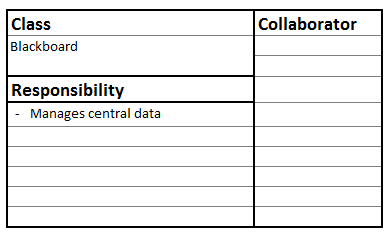 Class
Collaborator
Blackboard
Responsibility
- Manages central data